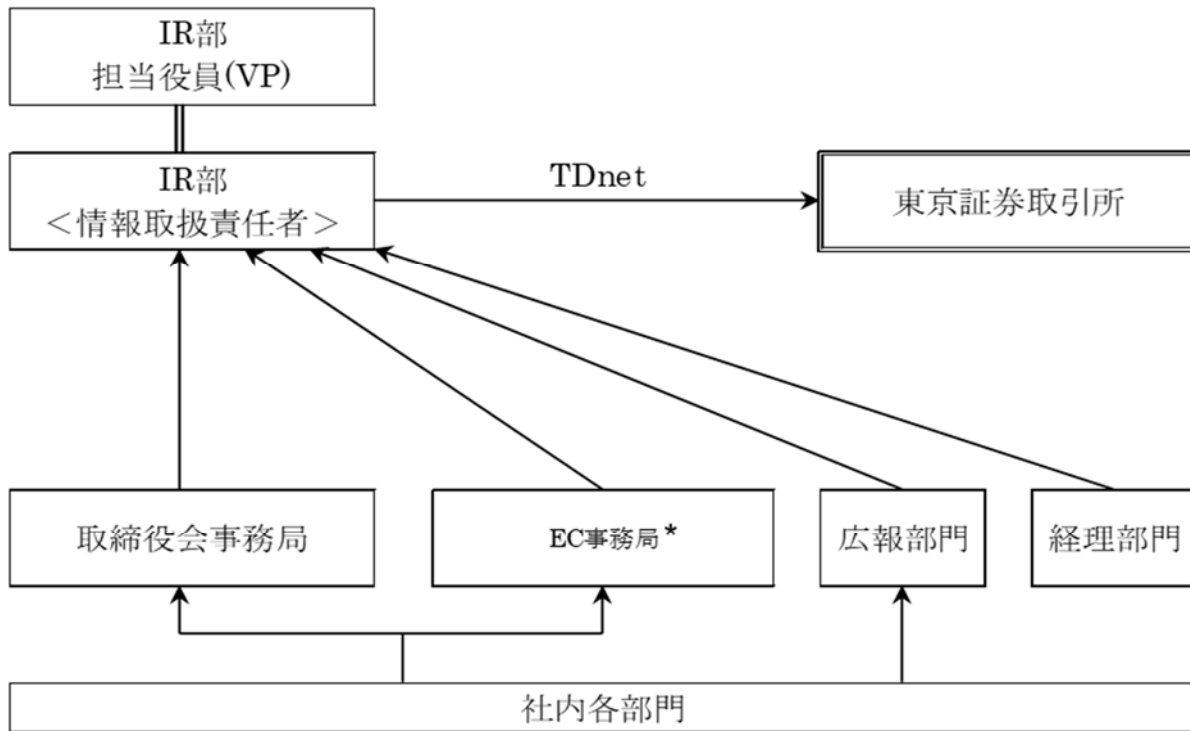 IR部
担当役員(VP)
IR部
＜情報取扱責任者＞
TDnet
東京証券取引所
取締役会事務局
EC事務局*
広報部門
経理部門
社内各部門